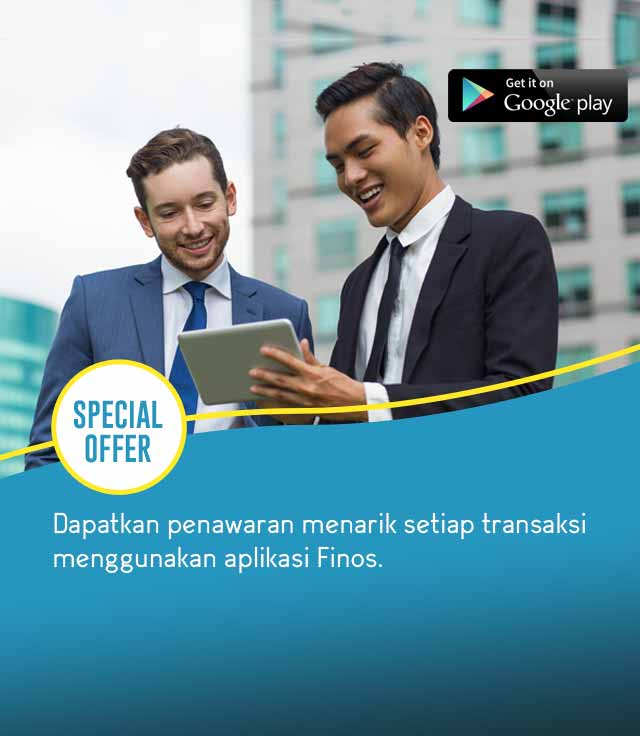 Get it on
Google play
SPECIAL
OFFER
Dapatkan penawaran menarik setiap transaksi
menggunakan aplikasi Finos.